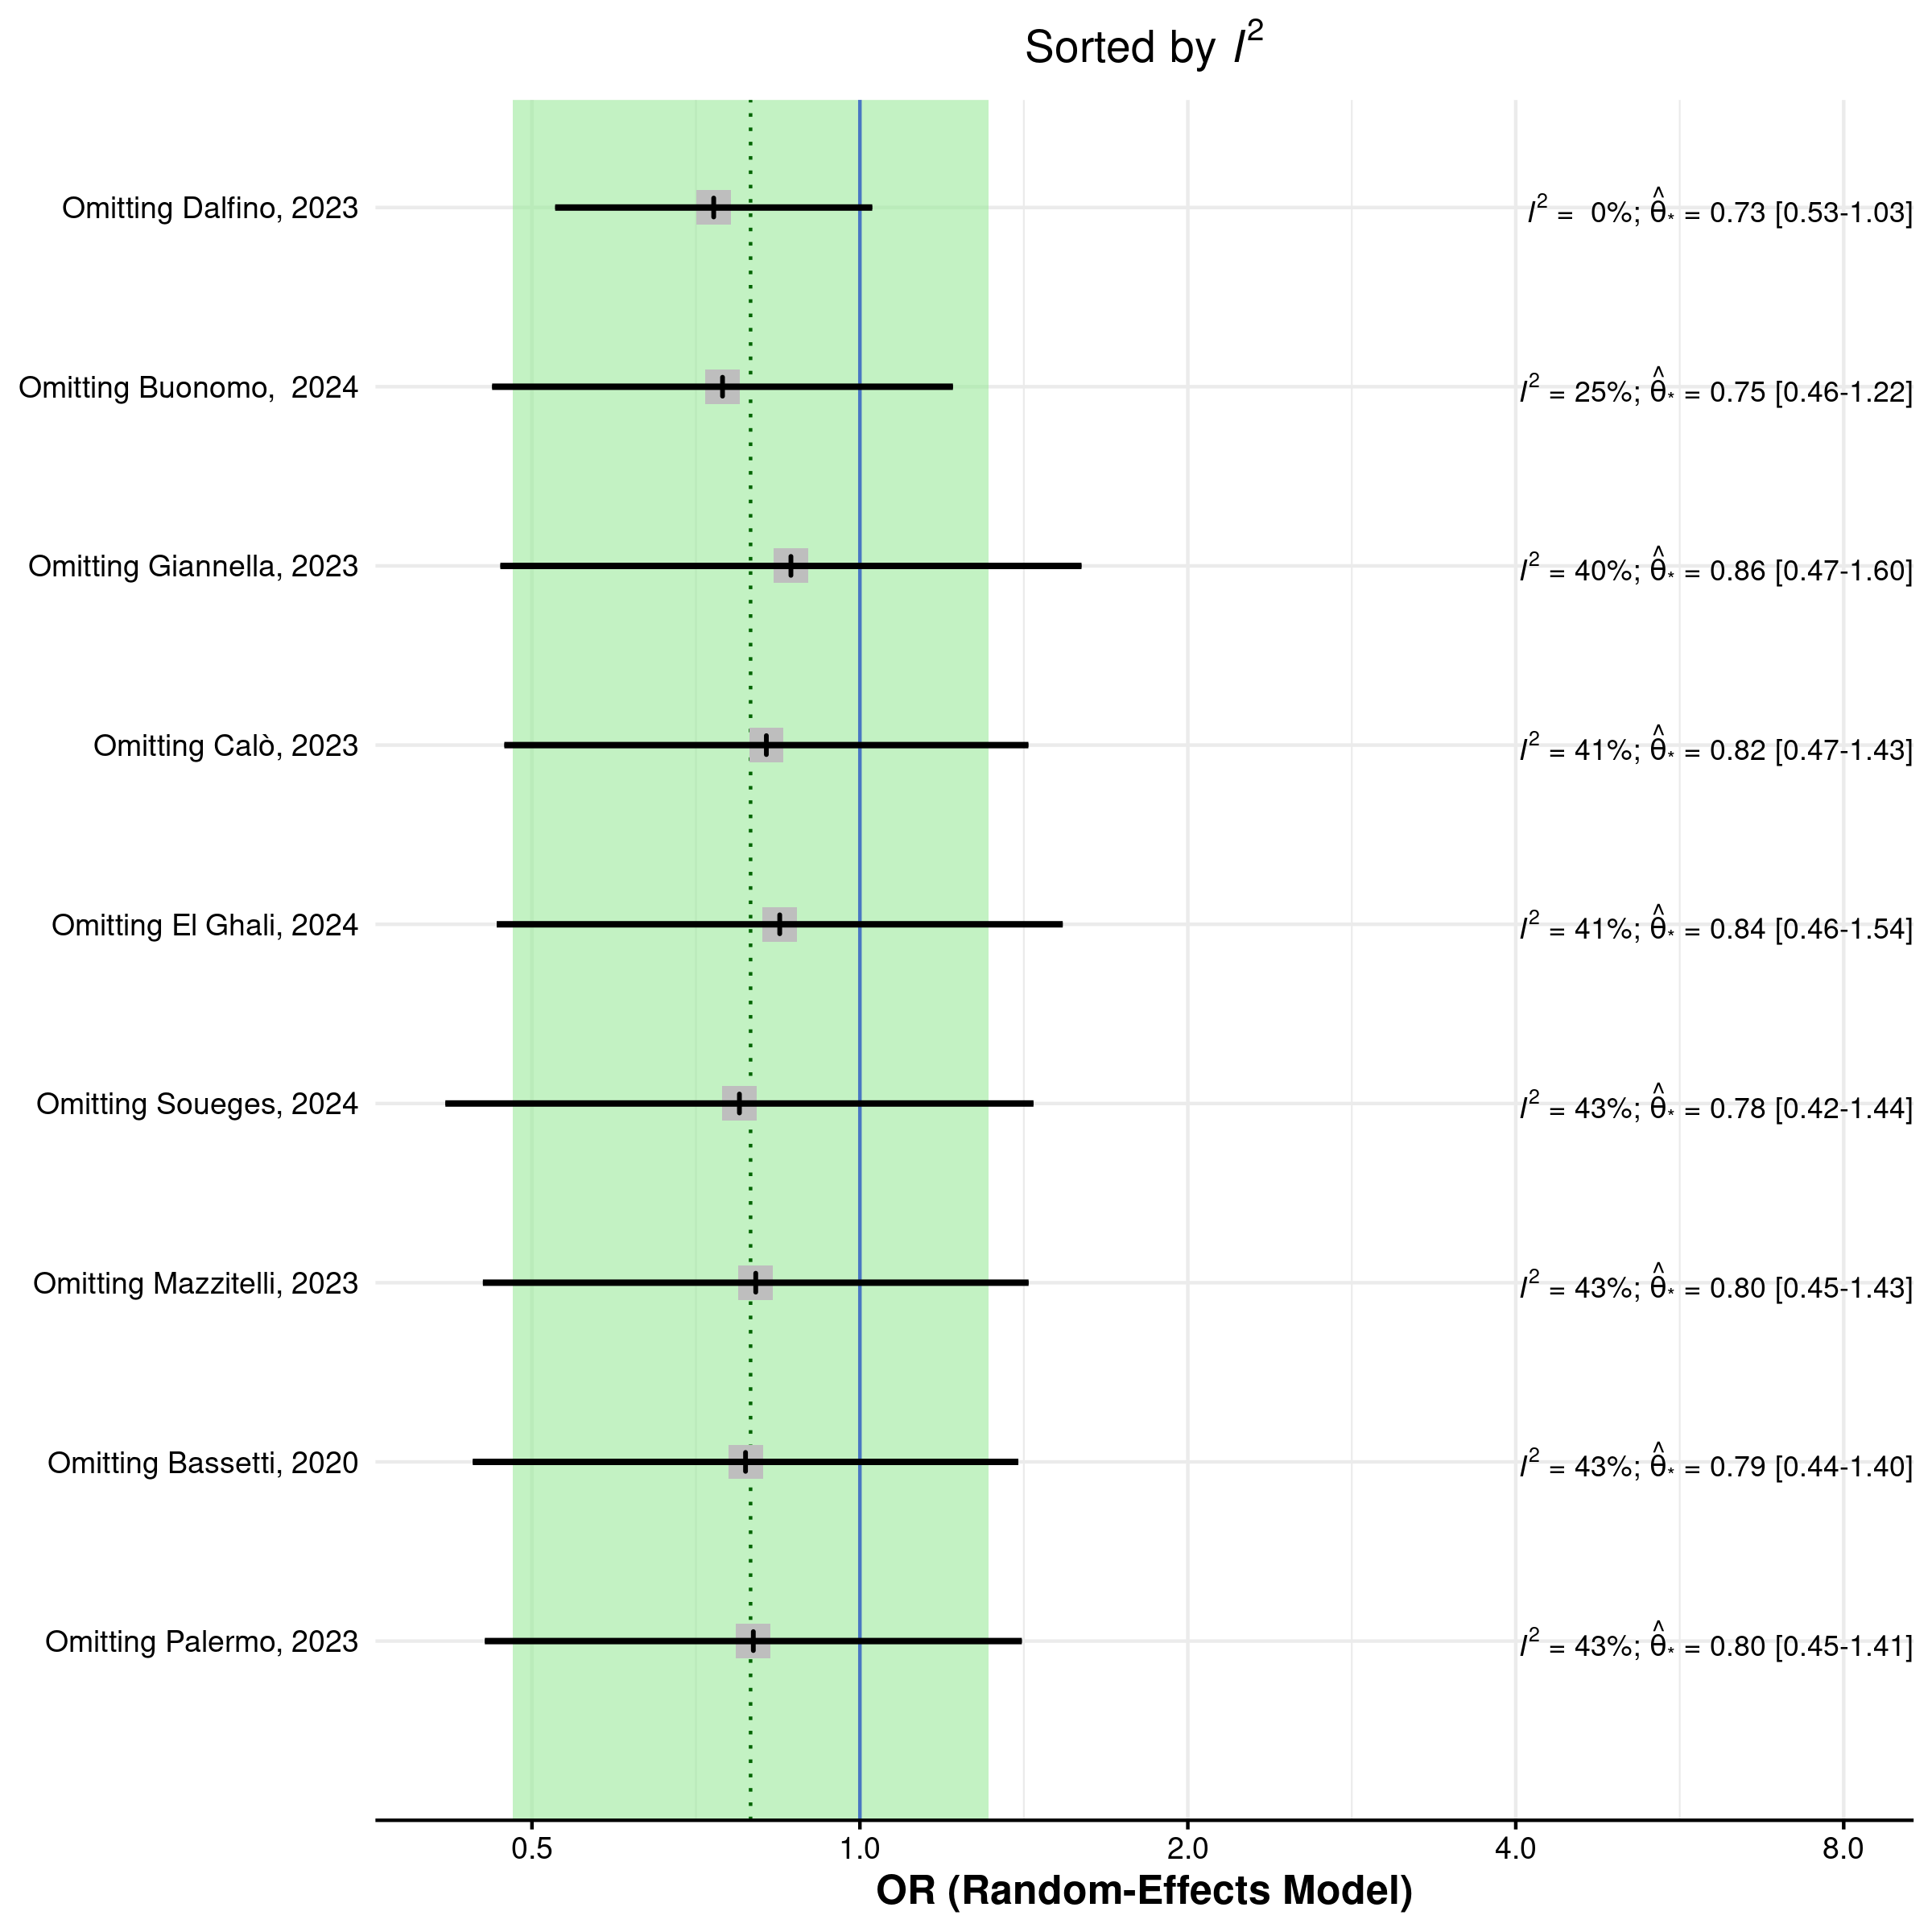 Sorted by I²
Omitting Dalfino, 2023 I² = 0%; θ̂* = 0.73 [0.53-1.03]
Omitting Buonomo, 2024 I² = 25%; θ̂* = 0.75 [0.46-1.22]
Omitting Giannella, 2023 I² = 40%; θ̂* = 0.86 [0.47-1.60]
Omitting Calò, 2023 I² = 41%; θ̂* = 0.82 [0.47-1.43]
Omitting El Ghali, 2024 I² = 41%; θ̂* = 0.84 [0.46-1.54]
Omitting Soueges, 2024 I² = 43%; θ̂* = 0.78 [0.42-1.44]
Omitting Mazzitelli, 2023 I² = 43%; θ̂* = 0.80 [0.45-1.43]
Omitting Bassetti, 2020 I² = 43%; θ̂* = 0.79 [0.44-1.40]
Omitting Palermo, 2023 I² = 43%; θ̂* = 0.80 [0.45-1.41]
0.5 1.0 2.0 4.0 8.0
OR (Random-Effects Model)